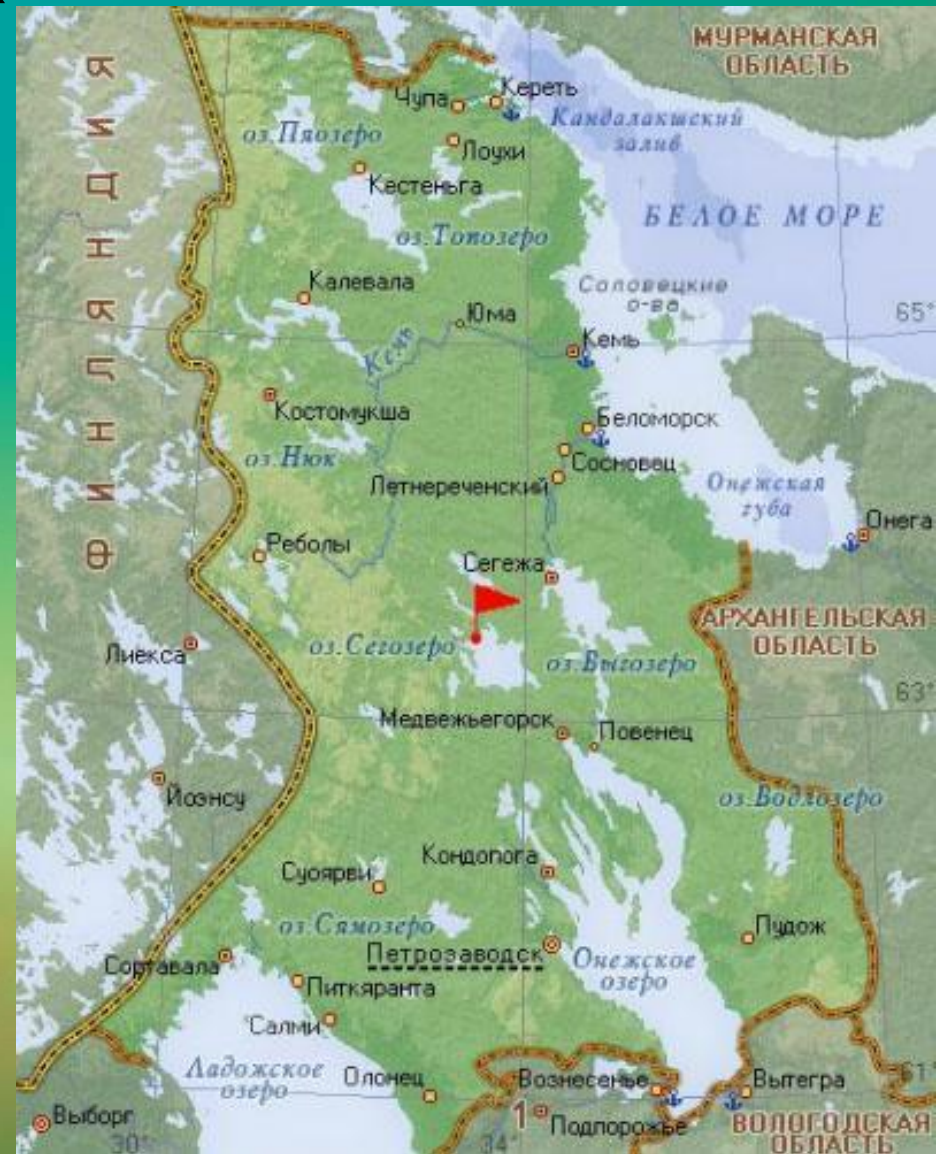 МУРМАНСКАЯ
ОБЛАСТЬ
ФИНЛЯНДИЯ
Чупа
Кереть
Кандалакшский
залив
оз.Пяозеро
Лоухи
Кестеньга
БЕЛОЕ МОРЕ
оз.Топозеро
Калевала
Соловецкие
о-ва
Юма
65°
Кемь
Кемь
Костомукша
Беломорск
оз.Нюк
Сосновец
Летнереченский
Онежская
губа
Онега
Реболы
Сегежа
АРХАНГЕЛЬСКАЯ
ОБЛАСТЬ
Лиекса
оз.Сегозеро
оз.Выгозеро
63°
Медвежьегорск
Повенец
Йоэнсу
оз.Водлозеро
Суоярви
Кондопога
оз.Сямозеро
Пудож
Петрозаводск
Сортавала
Онежское
озеро
Питкяранта
Салми
Ладожское
озеро
Олонец
Вознесенье
Вытегра
61°
Выборг
1
Подпорожье
ВОЛОГОДСКАЯ
ОБЛАСТЬ
30°
34°